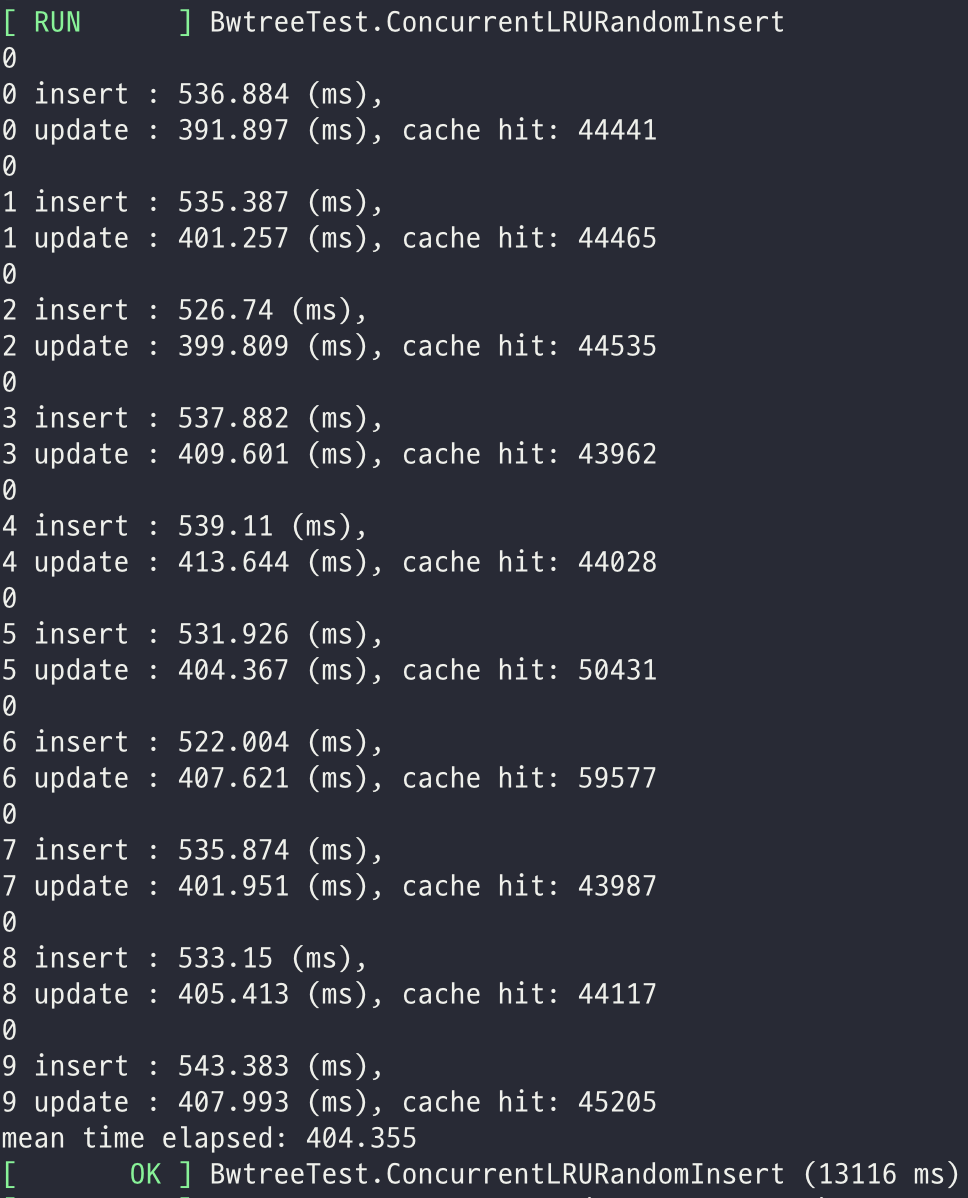 [ RUN      ] BwtreeTest.ConcurrentLRURandomInsert
0
0 insert : 536.884 (ms),
0 update : 391.897 (ms), cache hit: 44441
0
1 insert : 535.387 (ms),
1 update : 401.257 (ms), cache hit: 44465
0
2 insert : 526.74 (ms),
2 update : 399.809 (ms), cache hit: 44535
0
3 insert : 537.882 (ms),
3 update : 409.601 (ms), cache hit: 43962
0
4 insert : 539.11 (ms),
4 update : 413.644 (ms), cache hit: 44028
0
5 insert : 531.926 (ms),
5 update : 404.367 (ms), cache hit: 50431
0
6 insert : 522.004 (ms),
6 update : 407.621 (ms), cache hit: 59577
0
7 insert : 535.874 (ms),
7 update : 401.951 (ms), cache hit: 43987
0
8 insert : 533.15 (ms),
8 update : 405.413 (ms), cache hit: 44117
0
9 insert : 543.383 (ms),
9 update : 407.993 (ms), cache hit: 45205
mean time elapsed: 404.355
[       OK ] BwtreeTest.ConcurrentLRURandomInsert (13116 ms)